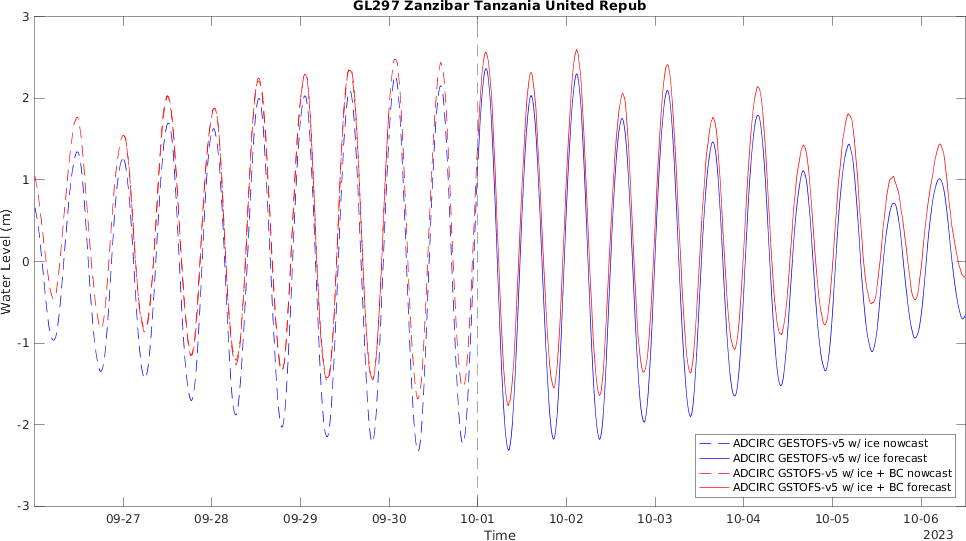 GL297 Zanzibar Tanzania United Repub
3
2
1
0
-1
-2
-3
Water Level (m)
ADCIRC GESTOFS-v5 w/ ice nowcast
ADCIRC GESTOFS-v5 w/ ice forecast
ADCIRC GSTOFS-v5 w/ ice + BC nowcast
ADCIRC GSTOFS-v5 w/ ice + BC forecast
09-27 09-28 09-29 09-30 10-01 10-02 10-03 10-04 10-05 10-06
Time
2023